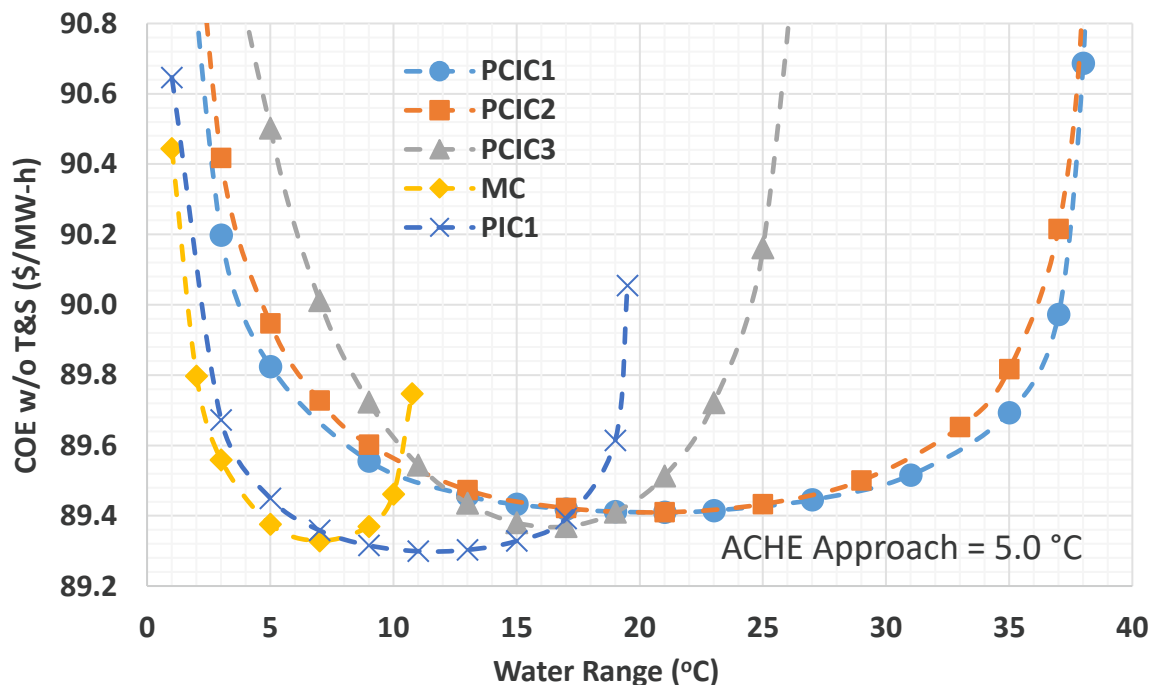 90.8
90.6
90.4
90.2
90.0
89.8
89.6
89.4
89.2
COE w/o T&S ($/MW-h)
PCIC1
PCIC2
PCIC3
MC
PIC1
ACHE Approach = 5.0 °C
0 5 10 15 20 25 30 35 40
Water Range (oC)